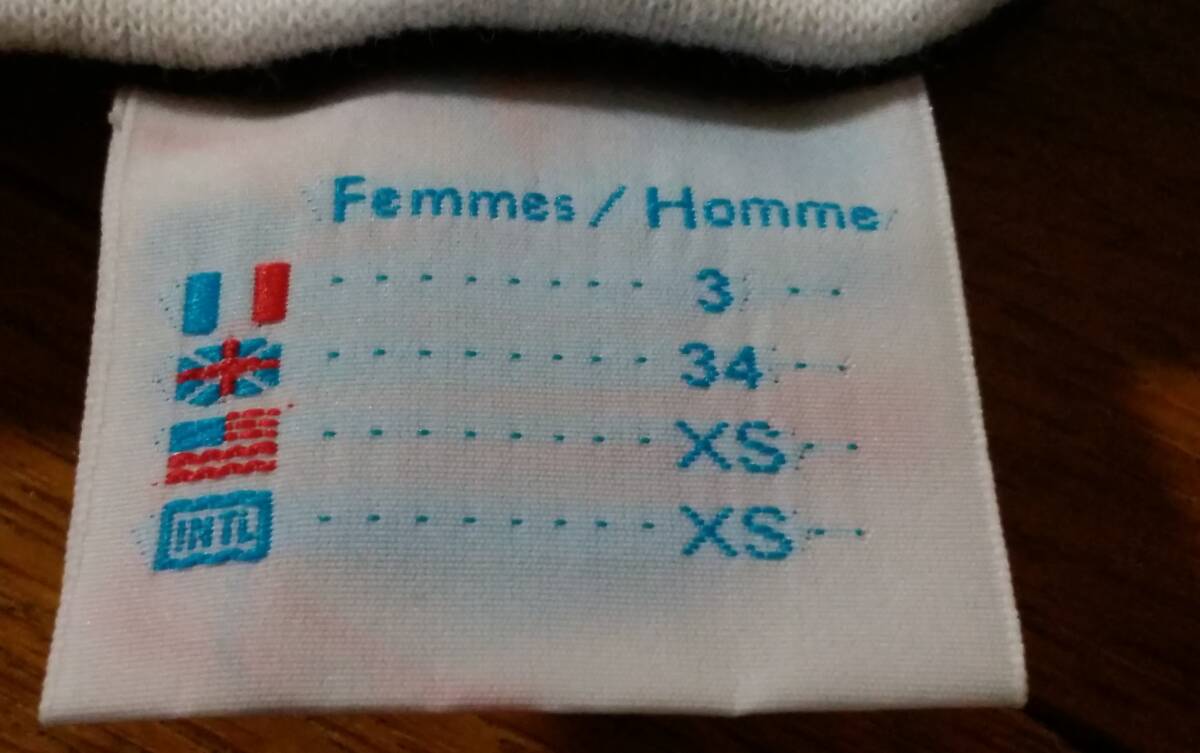 Femmes / Homme
3
34
XS
INTL XS